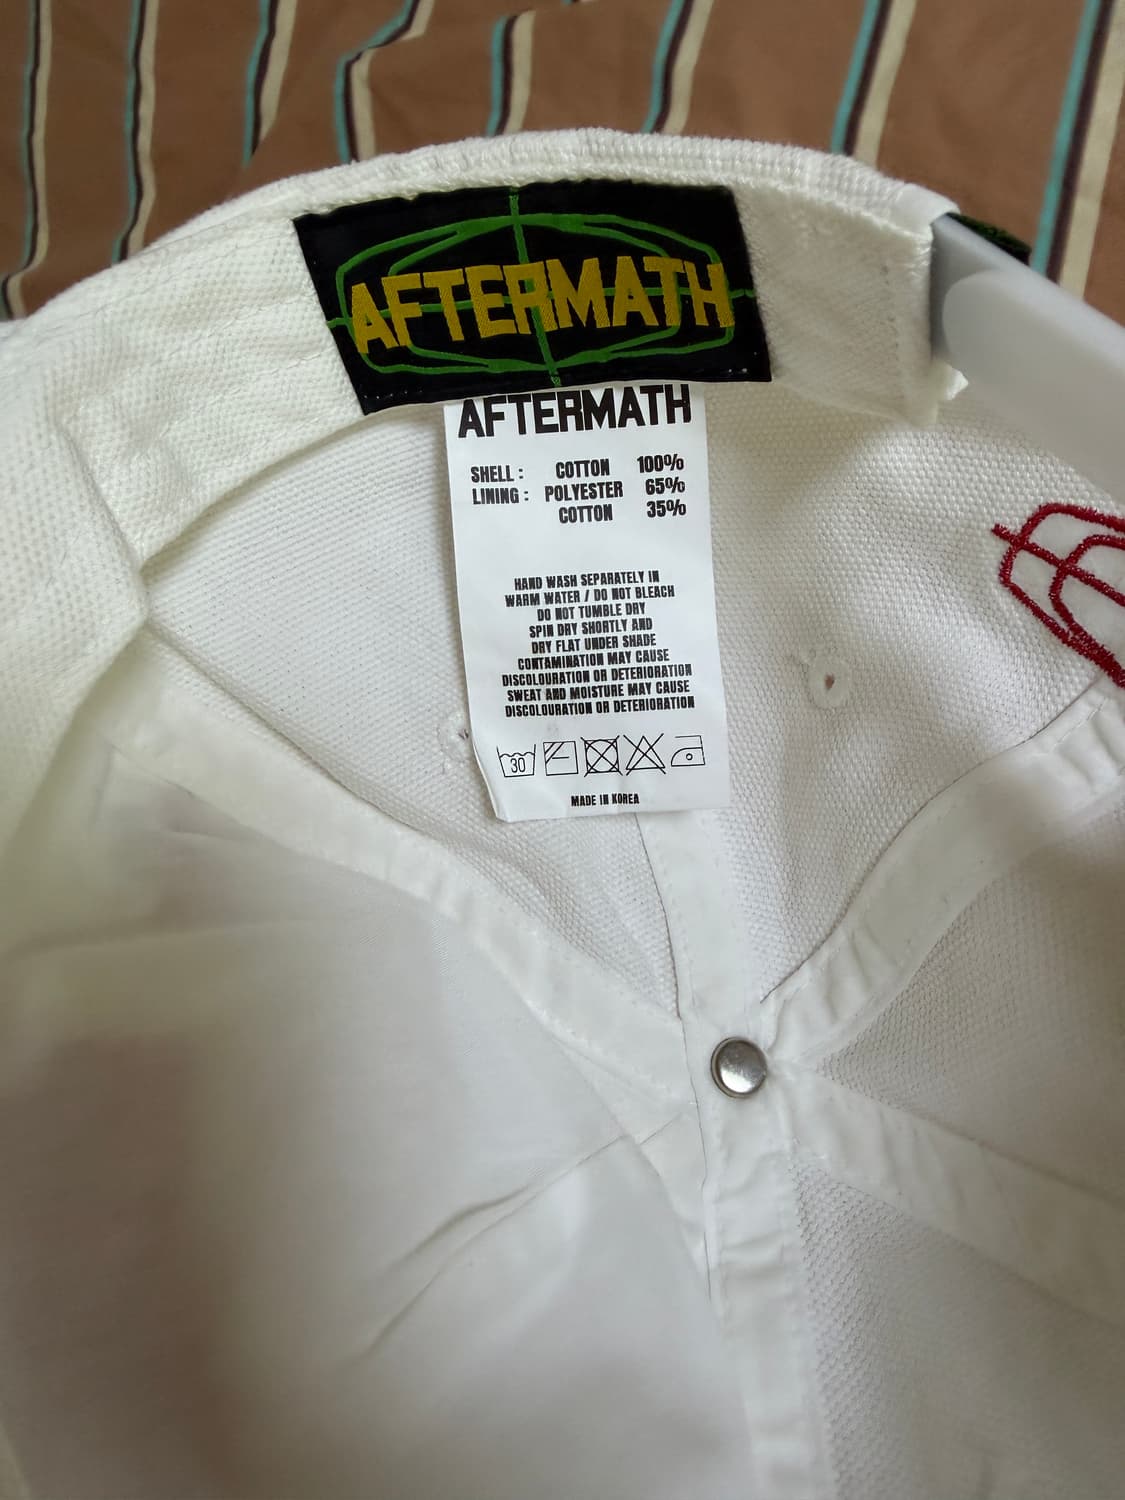 AFTERMATH
AFTERMATH
SHELL : COTTON 100%
LINING : POLYESTER 65%
COTTON 35%
HAND WASH SEPARATELY IN
WARM WATER / DO NOT BLEACH
DO NOT TUMBLE DRY
SPIN DRY SHORTLY AND
DRY FLAT UNDER SHADE
CONTAMINATION MAY CAUSE
DISCOLOURATION OR DETERIORATION
SWEAT AND MOISTURE MAY CAUSE
DISCOLOURATION OR DETERIORATION
30
MADE IN KOREA